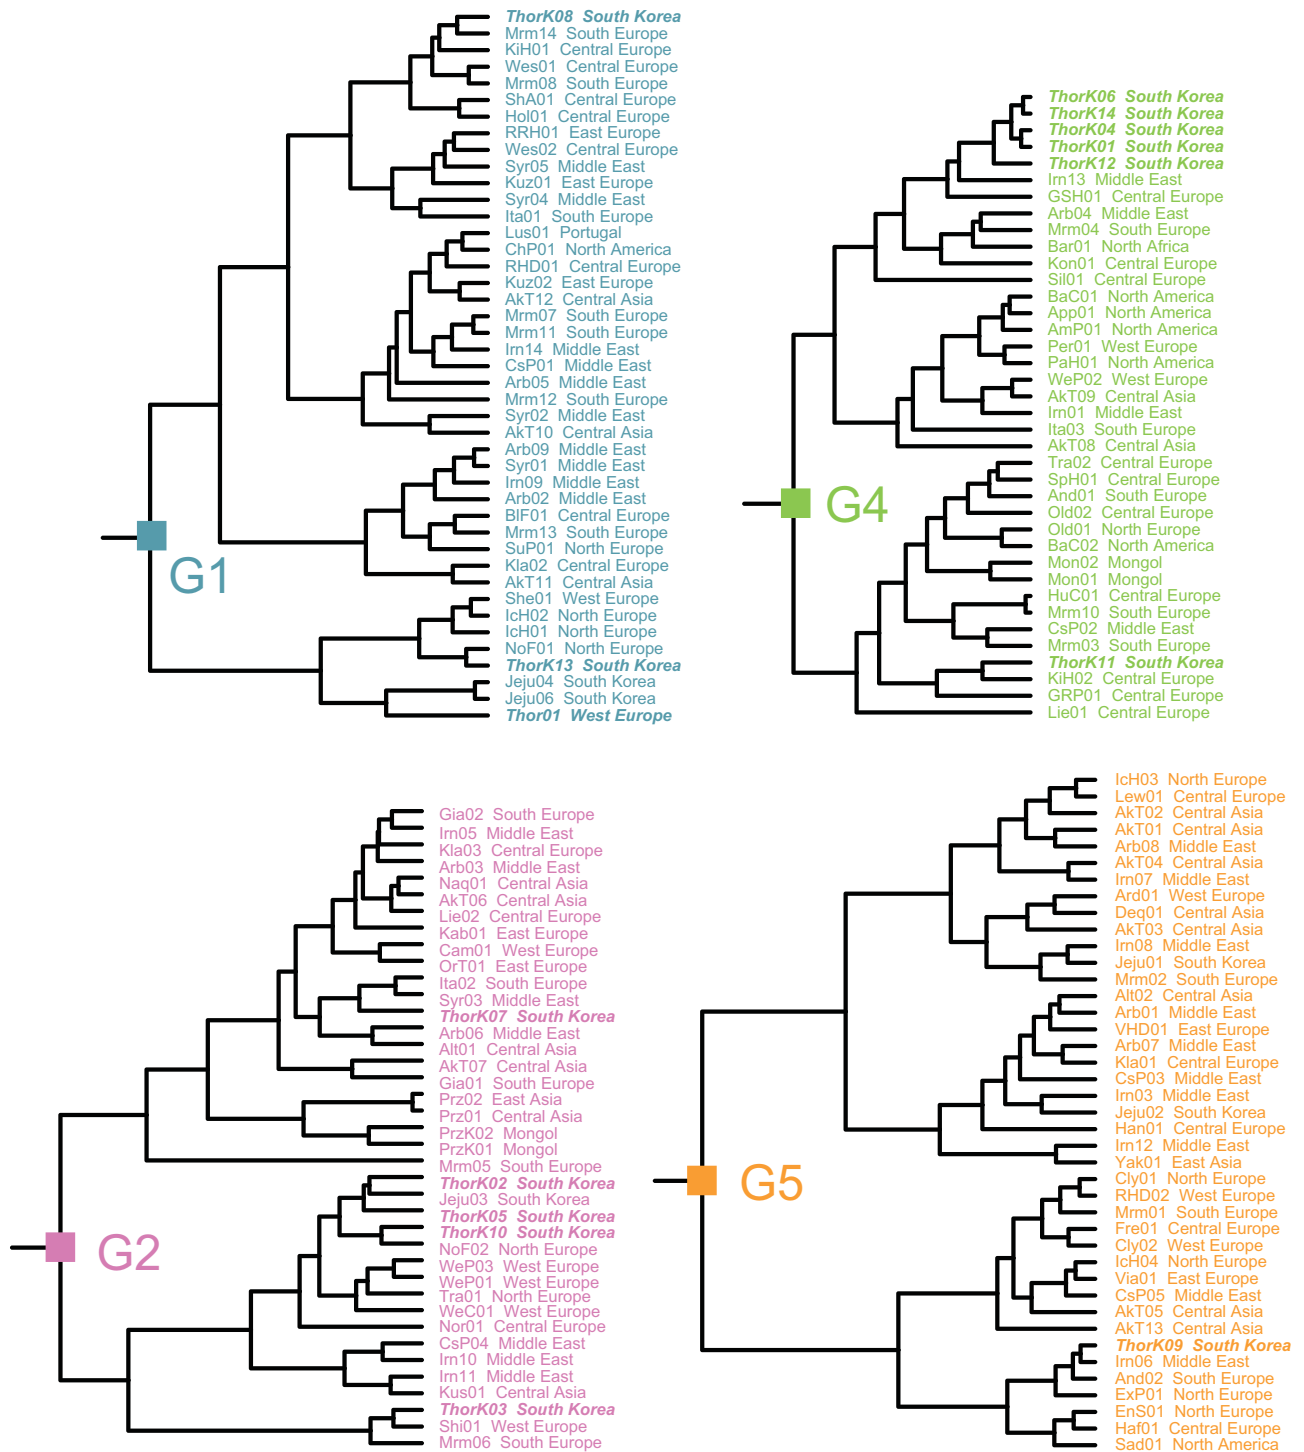 ThorK08 South Korea
Mrm14 South Europe
KiH01 Central Europe
Wes01 Central Europe
Mrm08 South Europe
ShA01 Central Europe
Hol01 Central Europe
RRH01 East Europe
Wes02 Central Europe
Syr05 Middle East
Kuz01 East Europe
Syr04 Middle East
Ita01 South Europe
Lus01 Portugal
ChP01 North America
RHD01 Central Europe
Kuz02 East Europe
AkT12 Central Asia
Mrm07 South Europe
Mrm11 South Europe
Irn14 Middle East
CsP01 Middle East
Arb05 Middle East
Mrm12 South Europe
Syr02 Middle East
AkT10 Central Asia
Arb09 Middle East
Syr01 Middle East
Irn09 Middle East
Arb02 Middle East
BlF01 Central Europe
Mrm13 South Europe
SuP01 North Europe
Kla02 Central Europe
AkT11 Central Asia
She01 West Europe
IcH02 North Europe
IcH01 North Europe
NoF01 North Europe
ThorK13 South Korea
Jeju04 South Korea
Jeju06 South Korea
Thor01 West Europe
G1
ThorK06 South Korea
ThorK14 South Korea
ThorK04 South Korea
ThorK01 South Korea
ThorK12 South Korea
Irn13 Middle East
GSH01 Central Europe
Arb04 Middle East
Mrm04 South Europe
Bar01 North Africa
Kon01 Central Europe
Sil01 Central Europe
BaC01 North America
App01 North America
AmP01 North America
Per01 West Europe
PaH01 North America
WeP02 West Europe
AkT09 Central Asia
Irn01 Middle East
Ita03 South Europe
AkT08 Central Asia
Tra02 Central Europe
SpH01 Central Europe
And01 South Europe
Old02 Central Europe
Old01 North Europe
BaC02 North America
Mon02 Mongol
Mon01 Mongol
HuC01 Central Europe
Mrm10 South Europe
CsP02 Middle East
Mrm03 South Europe
ThorK11 South Korea
KiH02 Central Europe
GRP01 Central Europe
Lie01 Central Europe
G4
Gia02 South Europe
Irn05 Middle East
Kla03 Central Europe
Arb03 Middle East
Naq01 Central Asia
AkT06 Central Asia
Lie02 Central Europe
Kab01 East Europe
Cam01 West Europe
OrT01 East Europe
Ita02 South Europe
Syr03 Middle East
ThorK07 South Korea
Arb06 Middle East
Alt01 Central Asia
AkT07 Central Asia
Gia01 South Europe
Prz02 East Asia
Prz01 Central Asia
PrzK02 Mongol
PrzK01 Mongol
Mrm05 South Europe
ThorK02 South Korea
Jeju03 South Korea
ThorK05 South Korea
ThorK10 South Korea
NoF02 North Europe
WeP03 West Europe
WeP01 West Europe
Tra01 North Europe
WeC01 West Europe
Nor01 Central Europe
CsP04 Middle East
Irn10 Middle East
Irn11 Middle East
Kus01 Central Asia
ThorK03 South Korea
Shi01 West Europe
Mrm06 South Europe
G2
IcH03 North Europe
Lew01 Central Europe
AkT02 Central Asia
AkT01 Central Asia
Arb08 Middle East
AkT04 Central Asia
Irn07 Middle East
Ard01 West Europe
Deq01 Central Asia
AkT03 Central Asia
Irn08 Middle East
Jeju01 South Korea
Mrm02 South Europe
Alt02 Central Asia
Arb01 Middle East
VHD01 East Europe
Arb07 Middle East
Kla01 Central Europe
CsP03 Middle East
Irn03 Middle East
Jeju02 South Korea
Han01 Central Europe
Irn12 Middle East
Yak01 East Asia
Cly01 North Europe
RHD02 West Europe
Mrm01 South Europe
Fre01 Central Europe
Cly02 West Europe
IcH04 North Europe
Via01 East Europe
CsP05 Middle East
AkT05 Central Asia
AkT13 Central Asia
ThorK09 South Korea
Irn06 Middle East
And02 South Europe
ExP01 North Europe
EnS01 North Europe
Haf01 Central Europe
Sad01 North America
G5